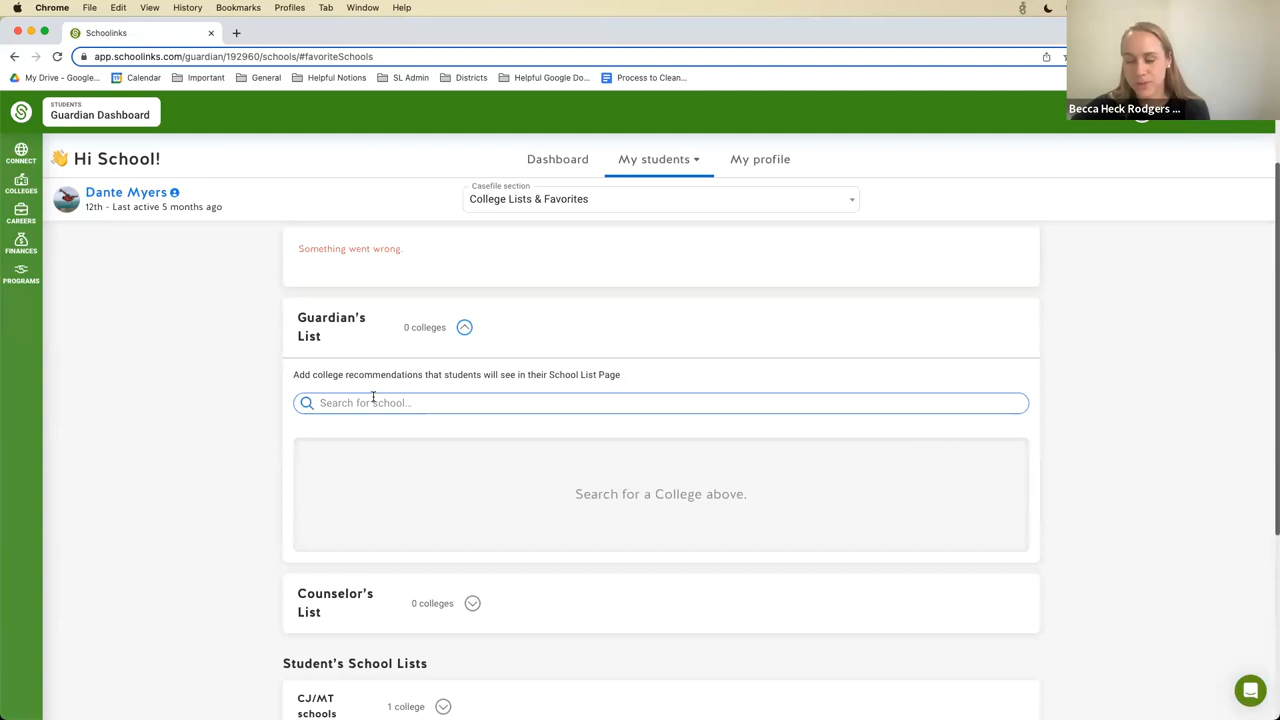 Chrome File Edit View History Bookmarks Profiles Tab Window Help
Schoolinks
app.schoolinks.com/guardian/192960/schools/#favoriteSchools
My Drive - Google... Calendar Important General Helpful Notions SL Admin Districts Helpful Google Do... Process to Clean...
Becca Heck Rodgers ...
STUDENTS
Guardian Dashboard
CONNECT
COLLEGES
CAREERS
FINANCES
PROGRAMS
Hi School!
Dashboard My students My profile
Dante Myers
12th - Last active 5 months ago
Casefile section
College Lists & Favorites
Something went wrong.
Guardian's
List
0 colleges
Add college recommendations that students will see in their School List Page
Search for school...
Search for a College above.
Counselor's
List
0 colleges
Student's School Lists
CJ/MT
schools
1 college